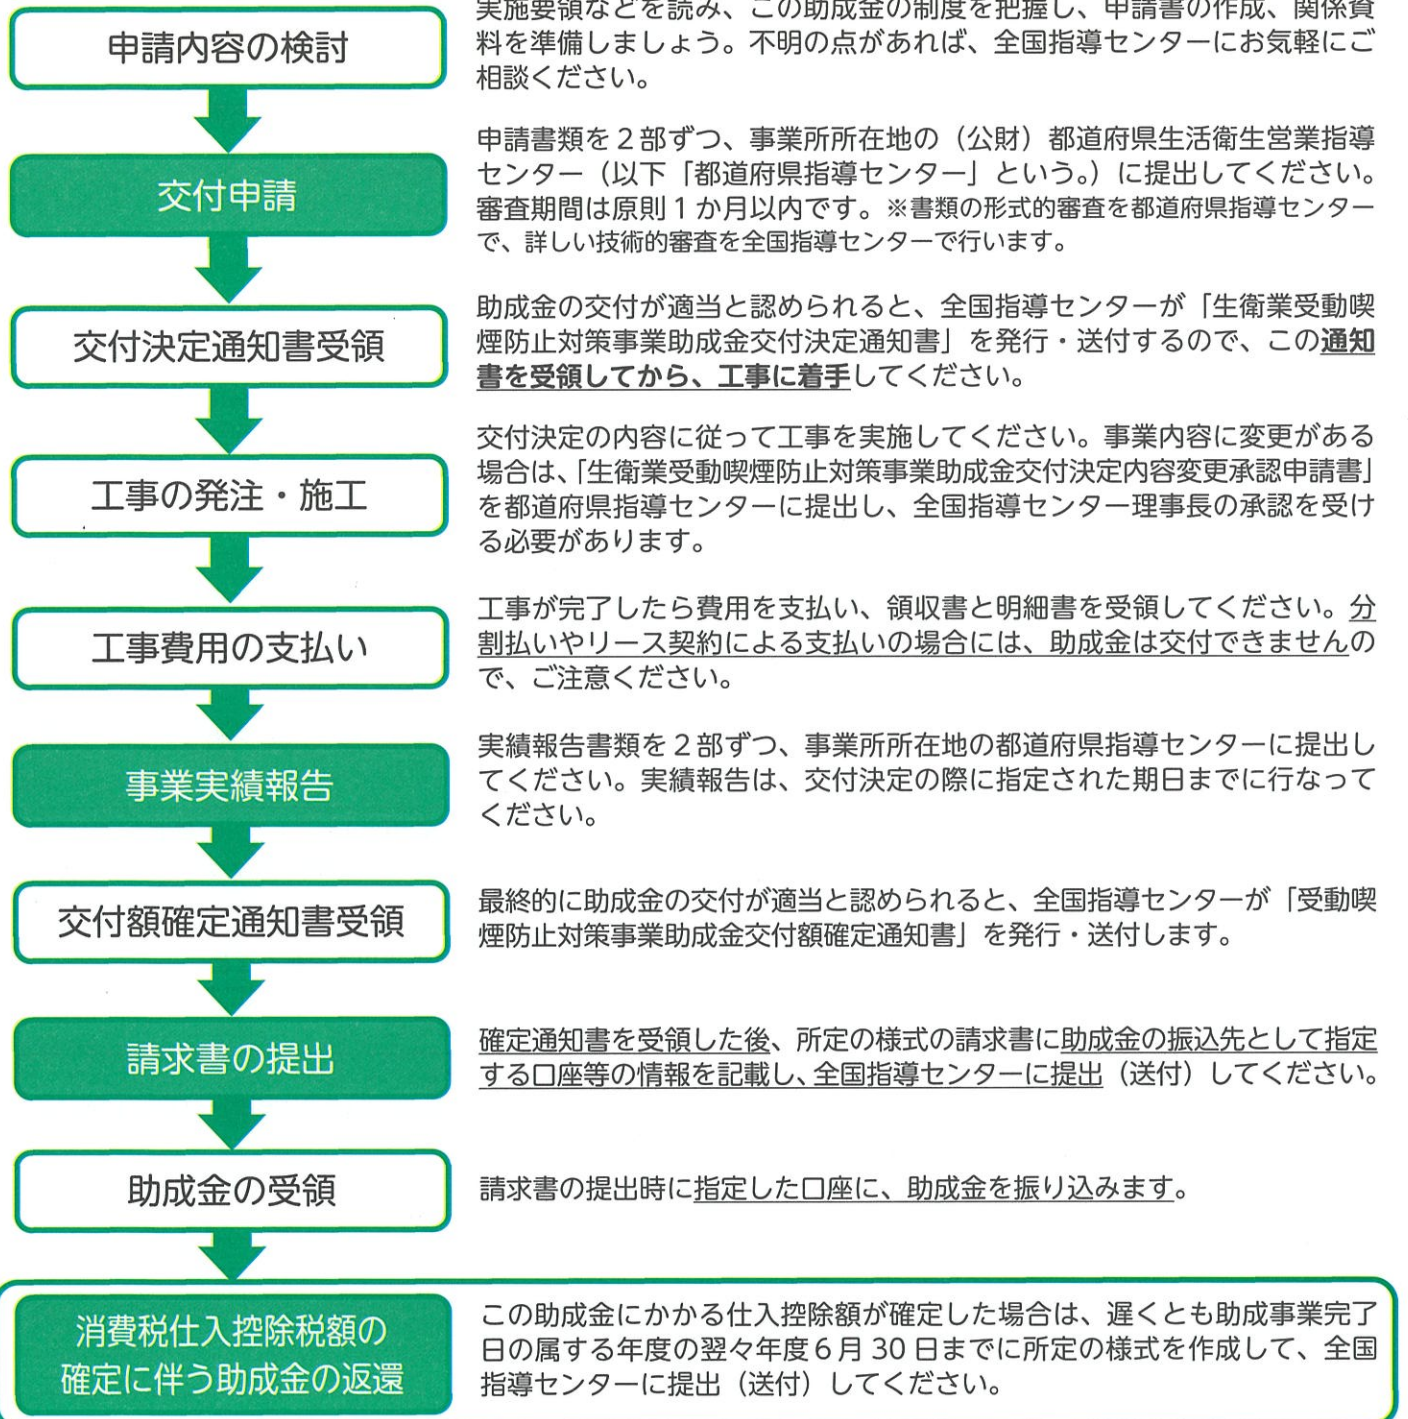 申請内容の検討
実施要領などを読み、この助成金の制度を把握し、申請書の作成、関係資
料を準備しましょう。不明の点があれば、全国指導センターにお気軽にご
相談ください。
交付申請
申請書類を2部ずつ、事業所所在地の(公財)都道府県生活衛生営業指導
センター(以下「都道府県指導センター」という。)に提出してください。
審査期間は原則1か月以内です。※書類の形式的審査を都道府県指導センター
で、詳しい技術的審査を全国指導センターで行います。
交付決定通知書受領
助成金の交付が適当と認められると、全国指導センターが「生衛業受動喫
煙防止対策事業助成金交付決定通知書」を発行・送付するので、この通知
書を受領してから、工事に着手してください。
工事の発注・施工
交付決定の内容に従って工事を実施してください。事業内容に変更がある
場合は、「生衛業受動喫煙防止対策事業助成金交付決定内容変更承認申請書」
を都道府県指導センターに提出し、全国指導センター理事長の承認を受け
る必要があります。
工事費用の支払い
工事が完了したら費用を支払い、領収書と明細書を受領してください。分
割払いやリース契約による支払いの場合には、助成金は交付できませんの
で、ご注意ください。
事業実績報告
実績報告書類を2部ずつ、事業所所在地の都道府県指導センターに提出し
てください。実績報告は、交付決定の際に指定された期日までに行なって
ください。
交付額確定通知書受領
最終的に助成金の交付が適当と認められると、全国指導センターが「受動喫
煙防止対策事業助成金交付額確定通知書」を発行・送付します。
請求書の提出
確定通知書を受領した後、所定の様式の請求書に助成金の振込先として指定
する口座等の情報を記載し、全国指導センターに提出(送付)してください。
助成金の受領
請求書の提出時に指定した口座に、助成金を振り込みます。
消費税仕入控除税額の
確定に伴う助成金の返還
この助成金にかかる仕入控除額が確定した場合は、遅くとも助成事業完了
日の属する年度の翌々年度6月30日までに所定の様式を作成して、全国
指導センターに提出(送付)してください。